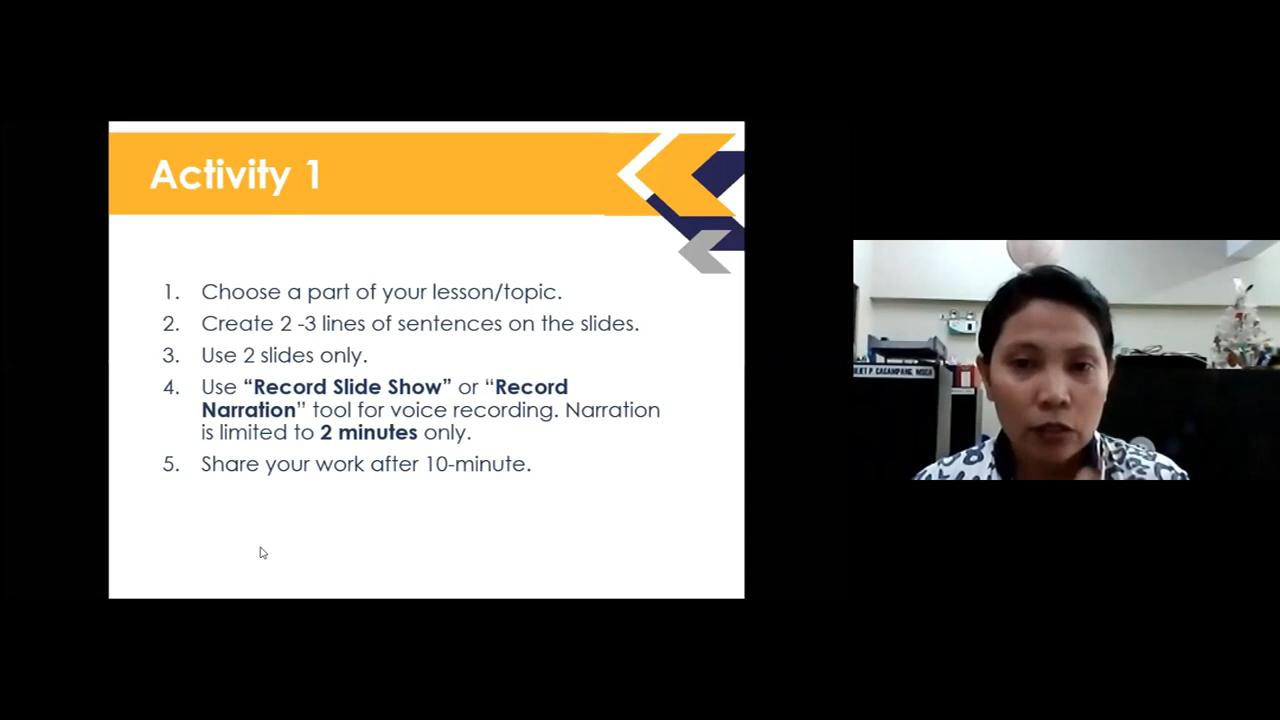 Activity 1
1. Choose a part of your lesson/topic.
2. Create 2 -3 lines of sentences on the slides.
3. Use 2 slides only.
4. Use “Record Slide Show” or “Record
Narration” tool for voice recording. Narration
is limited to 2 minutes only.
5. Share your work after 10-minute.
P. CAGAMPANG,